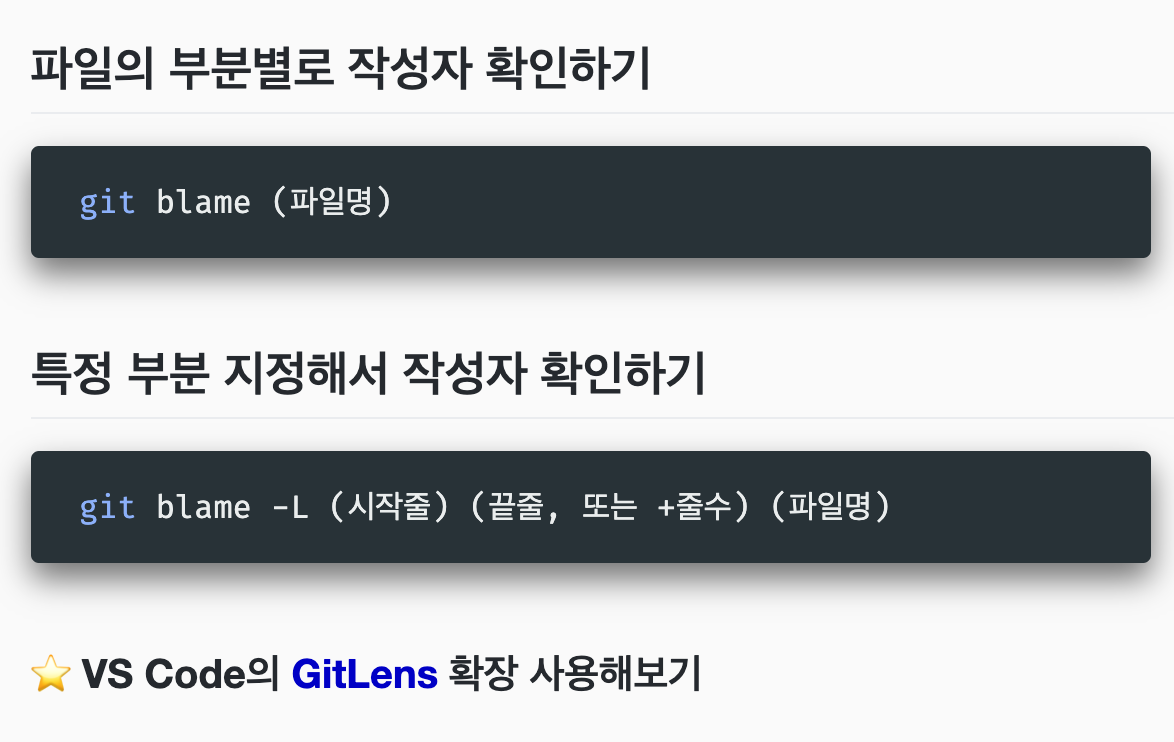 파일의 부분별로 작성자 확인하기
git blame (파일명)
특정 부분 지정해서 작성자 확인하기
git blame -L (시작줄) (끝줄, 또는 +줄수) (파일명)
⭐ VS Code의 GitLens 확장 사용해보기